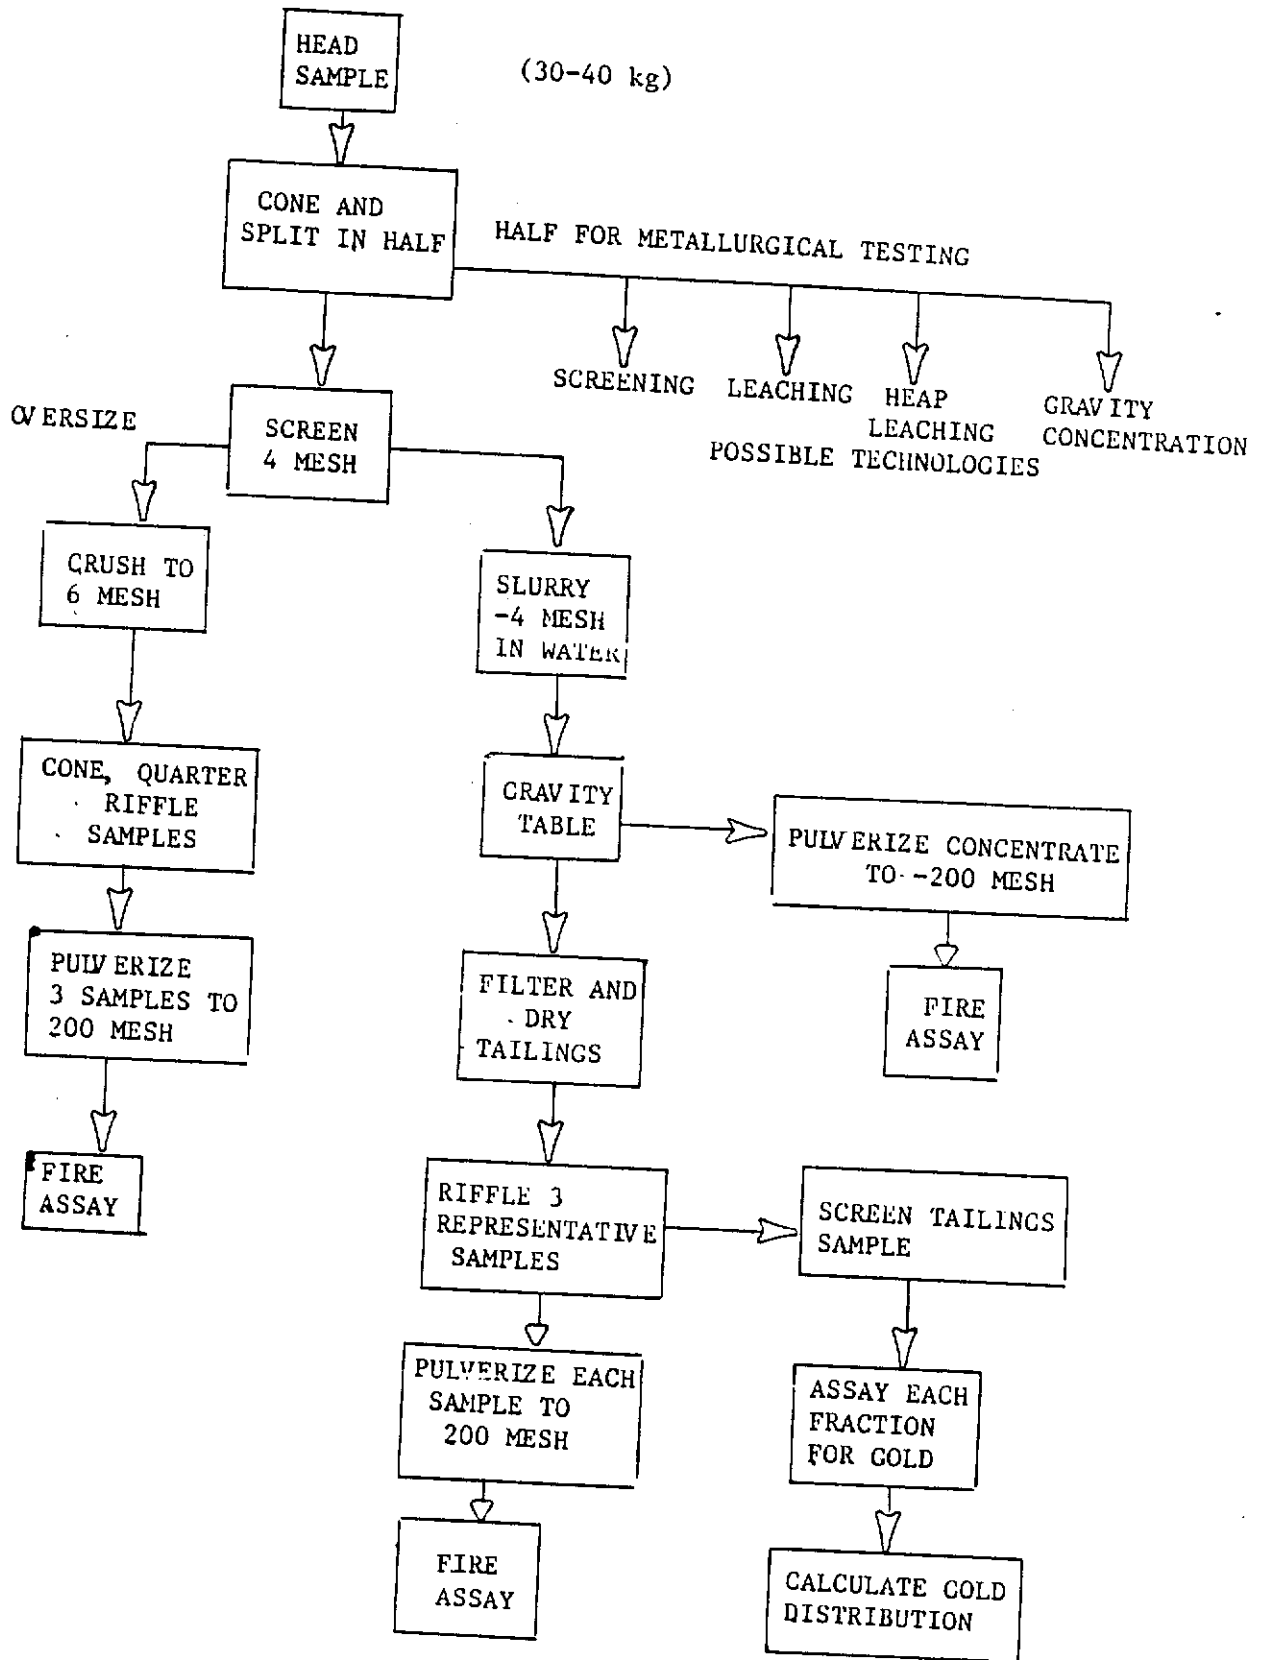 HEAD
SAMPLE
(30-40 kg)
CONE AND
SPLIT IN HALF
HALF FOR METALLURGICAL TESTING
SCREENING
LEACHING
HEAP
LEACHING
GRAVITY
CONCENTRATION
POSSIBLE TECHNOLOGIES
OVERSIZE
SCREEN
4 MESH
CRUSH TO
6 MESH
SLURRY
-4 MESH
IN WATER
CONE, QUARTER
RIFFLE
SAMPLES
GRAVITY
TABLE
PULVERIZE CONCENTRATE
TO -200 MESH
PULVERIZE
3 SAMPLES TO
200 MESH
FILTER AND
DRY
TAILINGS
FIRE
ASSAY
FIRE
ASSAY
RIFFLE 3
REPRESENTATIVE
SAMPLES
SCREEN TAILINGS
SAMPLE
PULVERIZE EACH
SAMPLE TO
200 MESH
ASSAY EACH
FRACTION
FOR GOLD
FIRE
ASSAY
CALCULATE GOLD
DISTRIBUTION